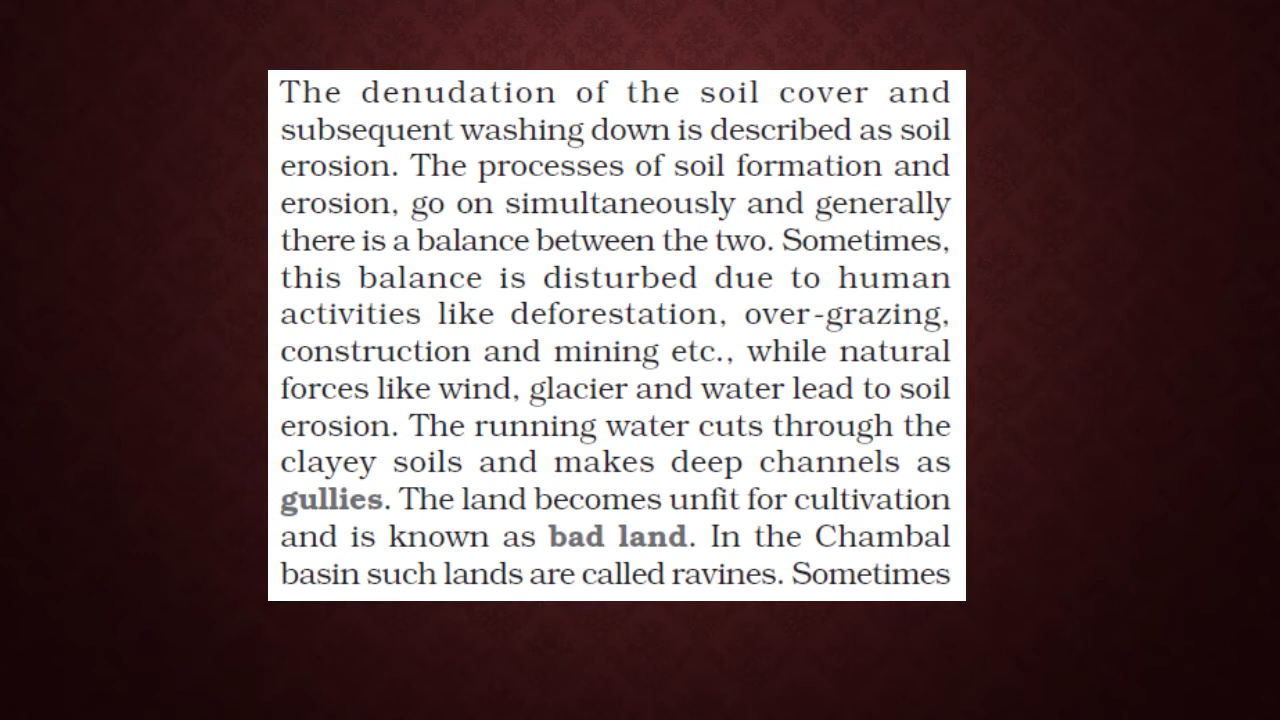 The denudation of the soil cover and
subsequent washing down is described as soil
erosion. The processes of soil formation and
erosion, go on simultaneously and generally
there is a balance between the two. Sometimes,
this balance is disturbed due to human
activities like deforestation, over-grazing,
construction and mining etc., while natural
forces like wind, glacier and water lead to soil
erosion. The running water cuts through the
clayey soils and makes deep channels as
gullies. The land becomes unfit for cultivation
and is known as bad land. In the Chambal
basin such lands are called ravines. Sometimes